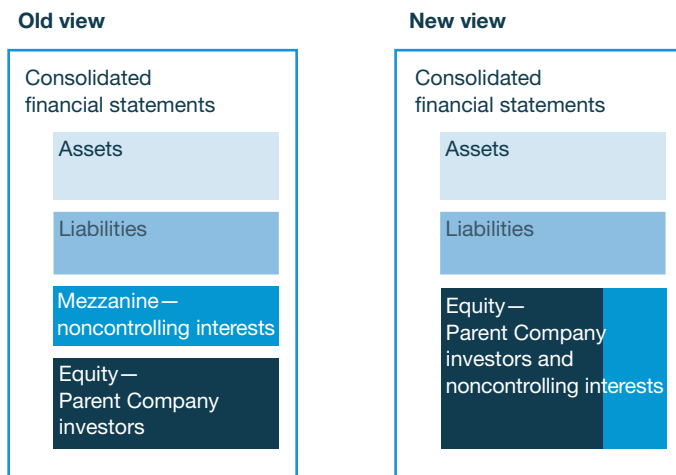 Old view
Consolidated
financial statements
Assets
Liabilities
Mezzanine—
noncontrolling interests
Equity—
Parent Company
investors
New view
Consolidated
financial statements
Assets
Liabilities
Equity—
Parent Company
investors and
noncontrolling interests